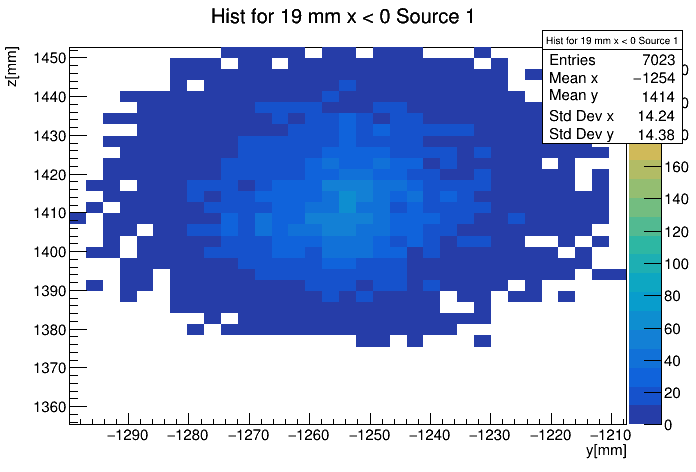 Hist for 19 mm x < 0 Source 1
z[mm]
Hist for 19 mm x < 0 Source 1
Entries 7023
Mean x −1254
Mean y 1414
Std Dev x 14.24
Std Dev y 14.38
1450
1440
1430
1420
1410
1400
1390
1380
1370
1360
0
0
160
140
120
100
80
60
40
20
0
−1290 −1280 −1270 −1260 −1250 −1240 −1230 −1220 −1210
y[mm]